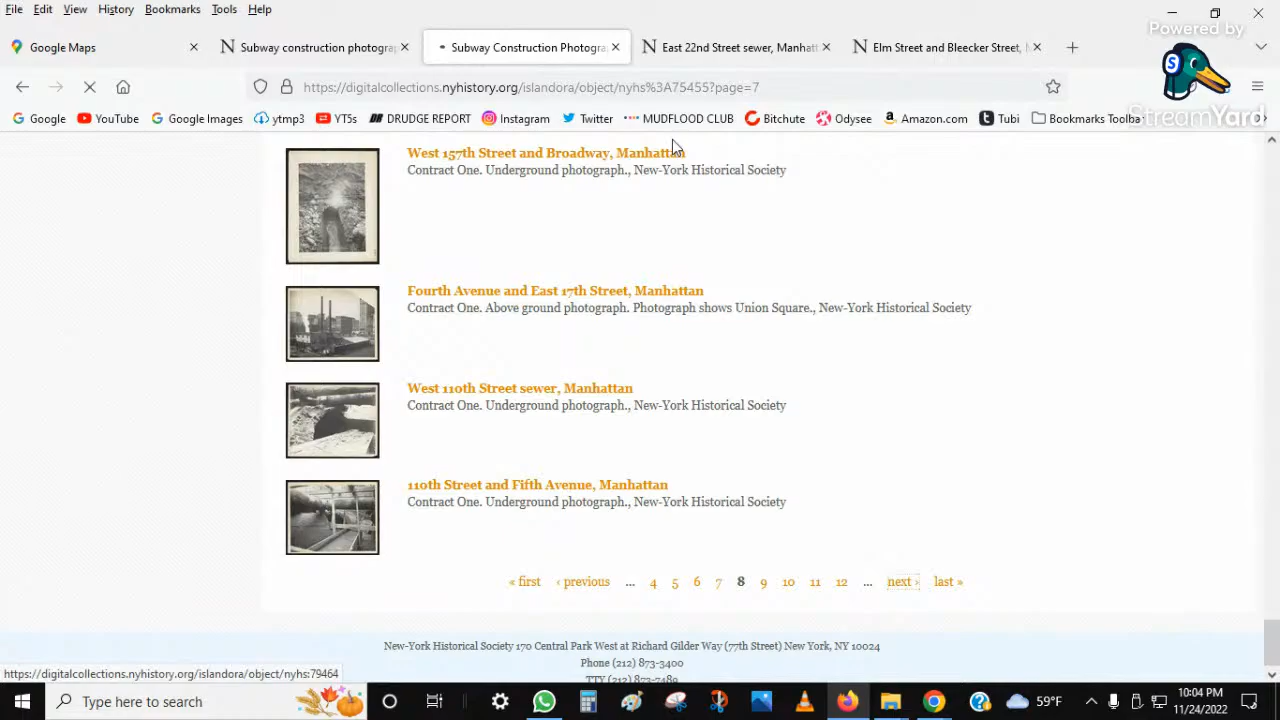 File Edit View History Bookmarks Tools Help
Powered by
Google Maps Subway construction photogra Subway Construction Photogra East 22nd Street sewer, Manhatt Elm Street and Bleecker Street,
https://digitalcollections.nyhistory.org/islandora/object/nyhs%3A75455?page=7
StreamYard
Google YouTube Google Images ytmp3 YT5s DRUDGE REPORT Instagram Twitter MUDFLOOD CLUB Bitchute Odysee Amazon.com Tubi Bookmarks Toolba
West 157th Street and Broadway, Manhattan
Contract One. Underground photograph., New-York Historical Society
Fourth Avenue and East 17th Street, Manhattan
Contract One. Above ground photograph. Photograph shows Union Square., New-York Historical Society
West 110th Street sewer, Manhattan
Contract One. Underground photograph., New-York Historical Society
110th Street and Fifth Avenue, Manhattan
Contract One. Underground photograph., New-York Historical Society
« first ‹ previous ... 4 5 6 7 8 9 10 11 12 ... next › last »
New-York Historical Society 170 Central Park West at Richard Gilder Way (77th Street) New York, NY 10024
Phone (212) 873-3400
TTY (212) 873-7489
https://digitalcollections.nyhistory.org/islandora/object/nyhs:79464
Type here to search
59°F
10:04 PM
11/24/2022